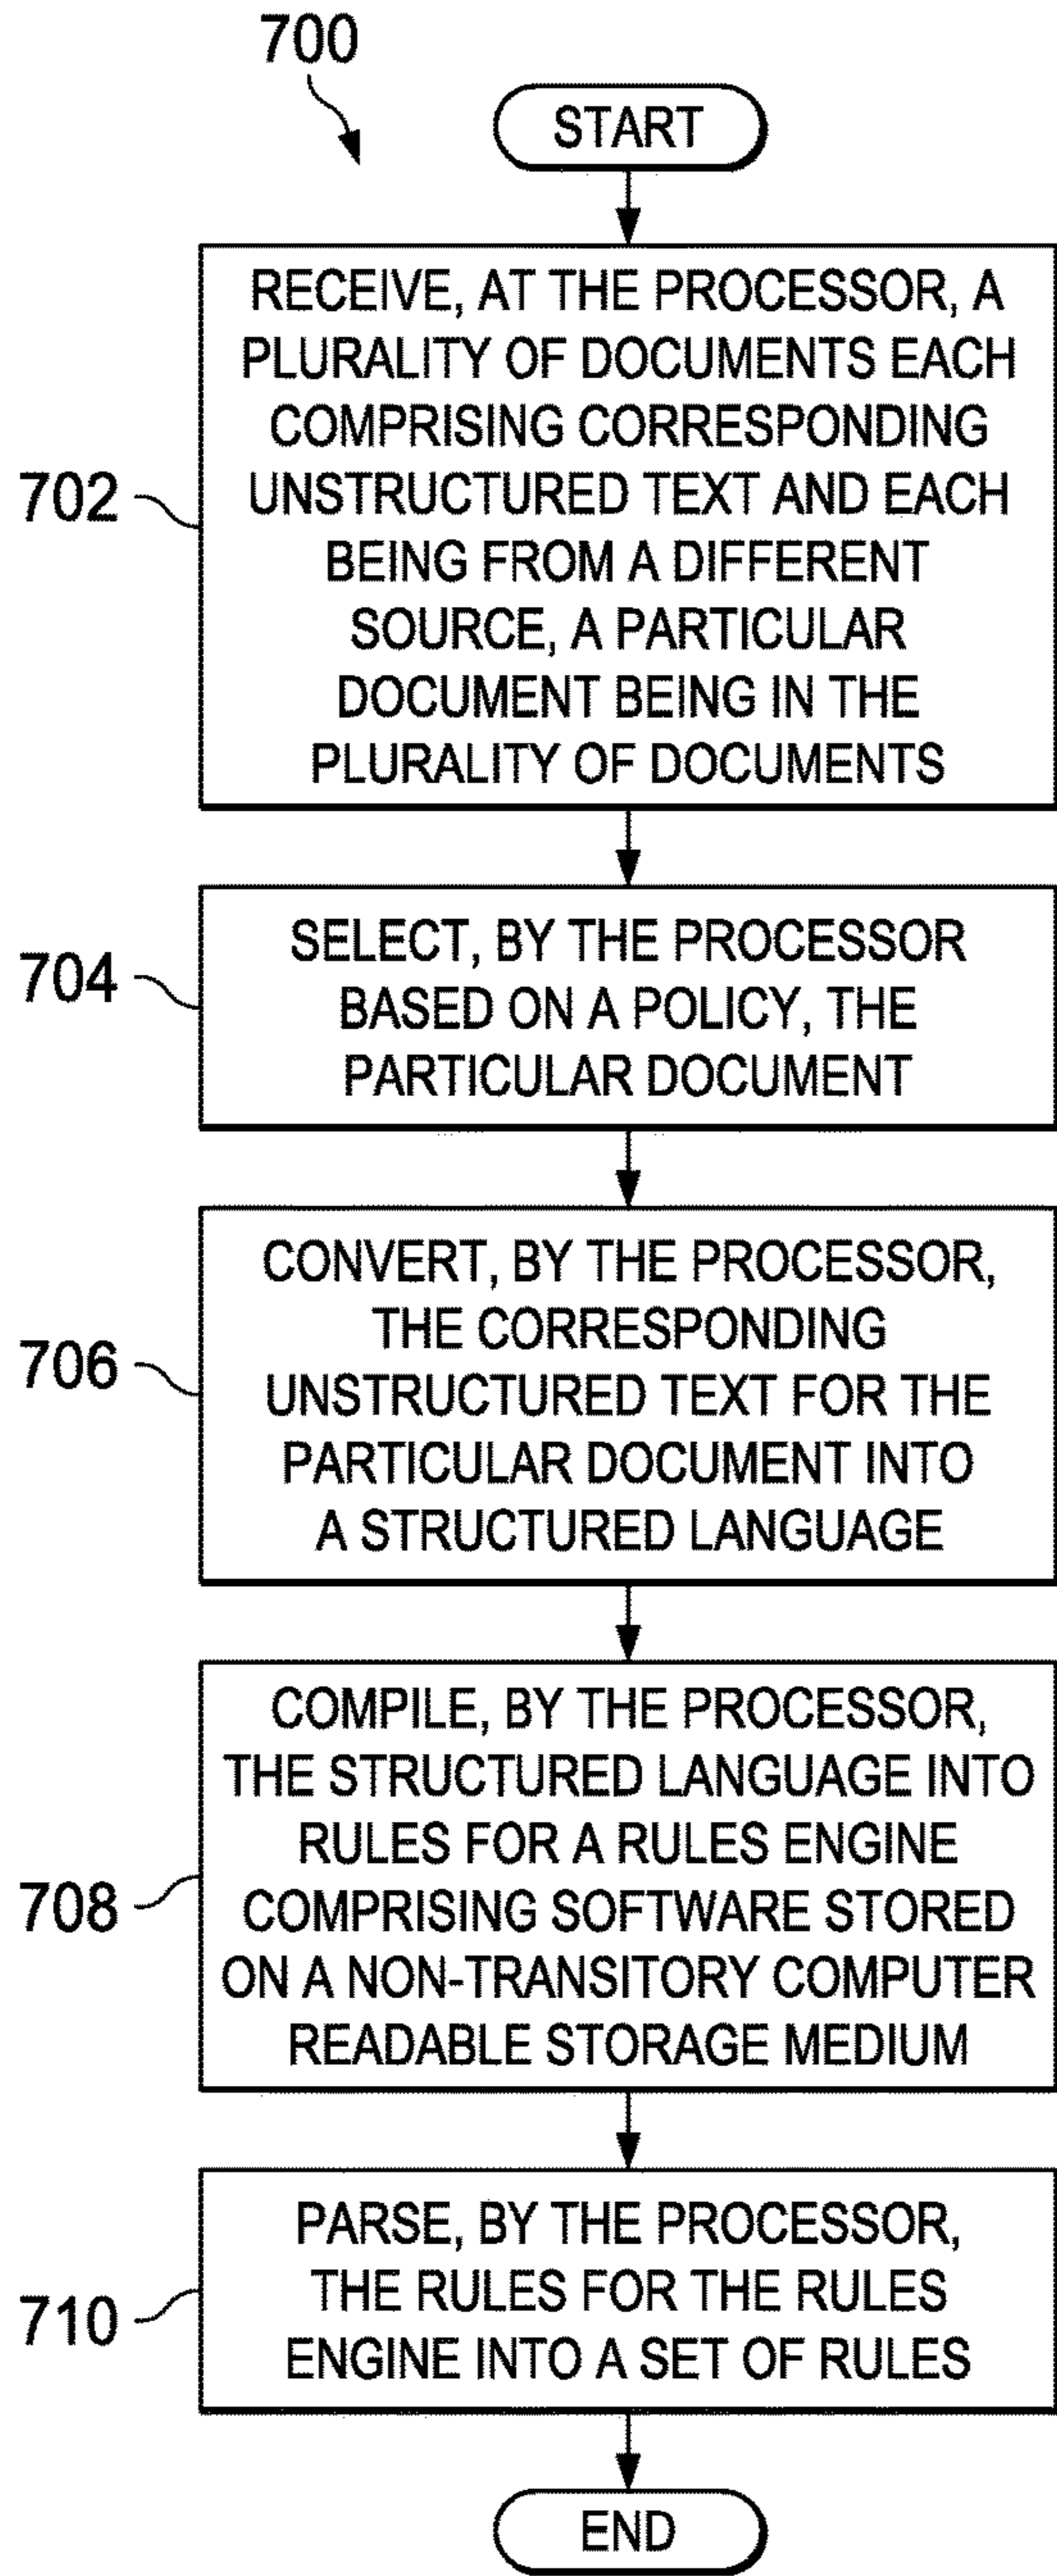 700
START
702
RECEIVE, AT THE PROCESSOR, A
PLURALITY OF DOCUMENTS EACH
COMPRISING CORRESPONDING
UNSTRUCTURED TEXT AND EACH
BEING FROM A DIFFERENT
SOURCE, A PARTICULAR
DOCUMENT BEING IN THE
PLURALITY OF DOCUMENTS
704
SELECT, BY THE PROCESSOR
BASED ON A POLICY, THE
PARTICULAR DOCUMENT
706
CONVERT, BY THE PROCESSOR,
THE CORRESPONDING
UNSTRUCTURED TEXT FOR THE
PARTICULAR DOCUMENT INTO
A STRUCTURED LANGUAGE
708
COMPILE, BY THE PROCESSOR,
THE STRUCTURED LANGUAGE INTO
RULES FOR A RULES ENGINE
COMPRISING SOFTWARE STORED
ON A NON-TRANSITORY COMPUTER
READABLE STORAGE MEDIUM
710
PARSE, BY THE PROCESSOR,
THE RULES FOR THE RULES
ENGINE INTO A SET OF RULES
END